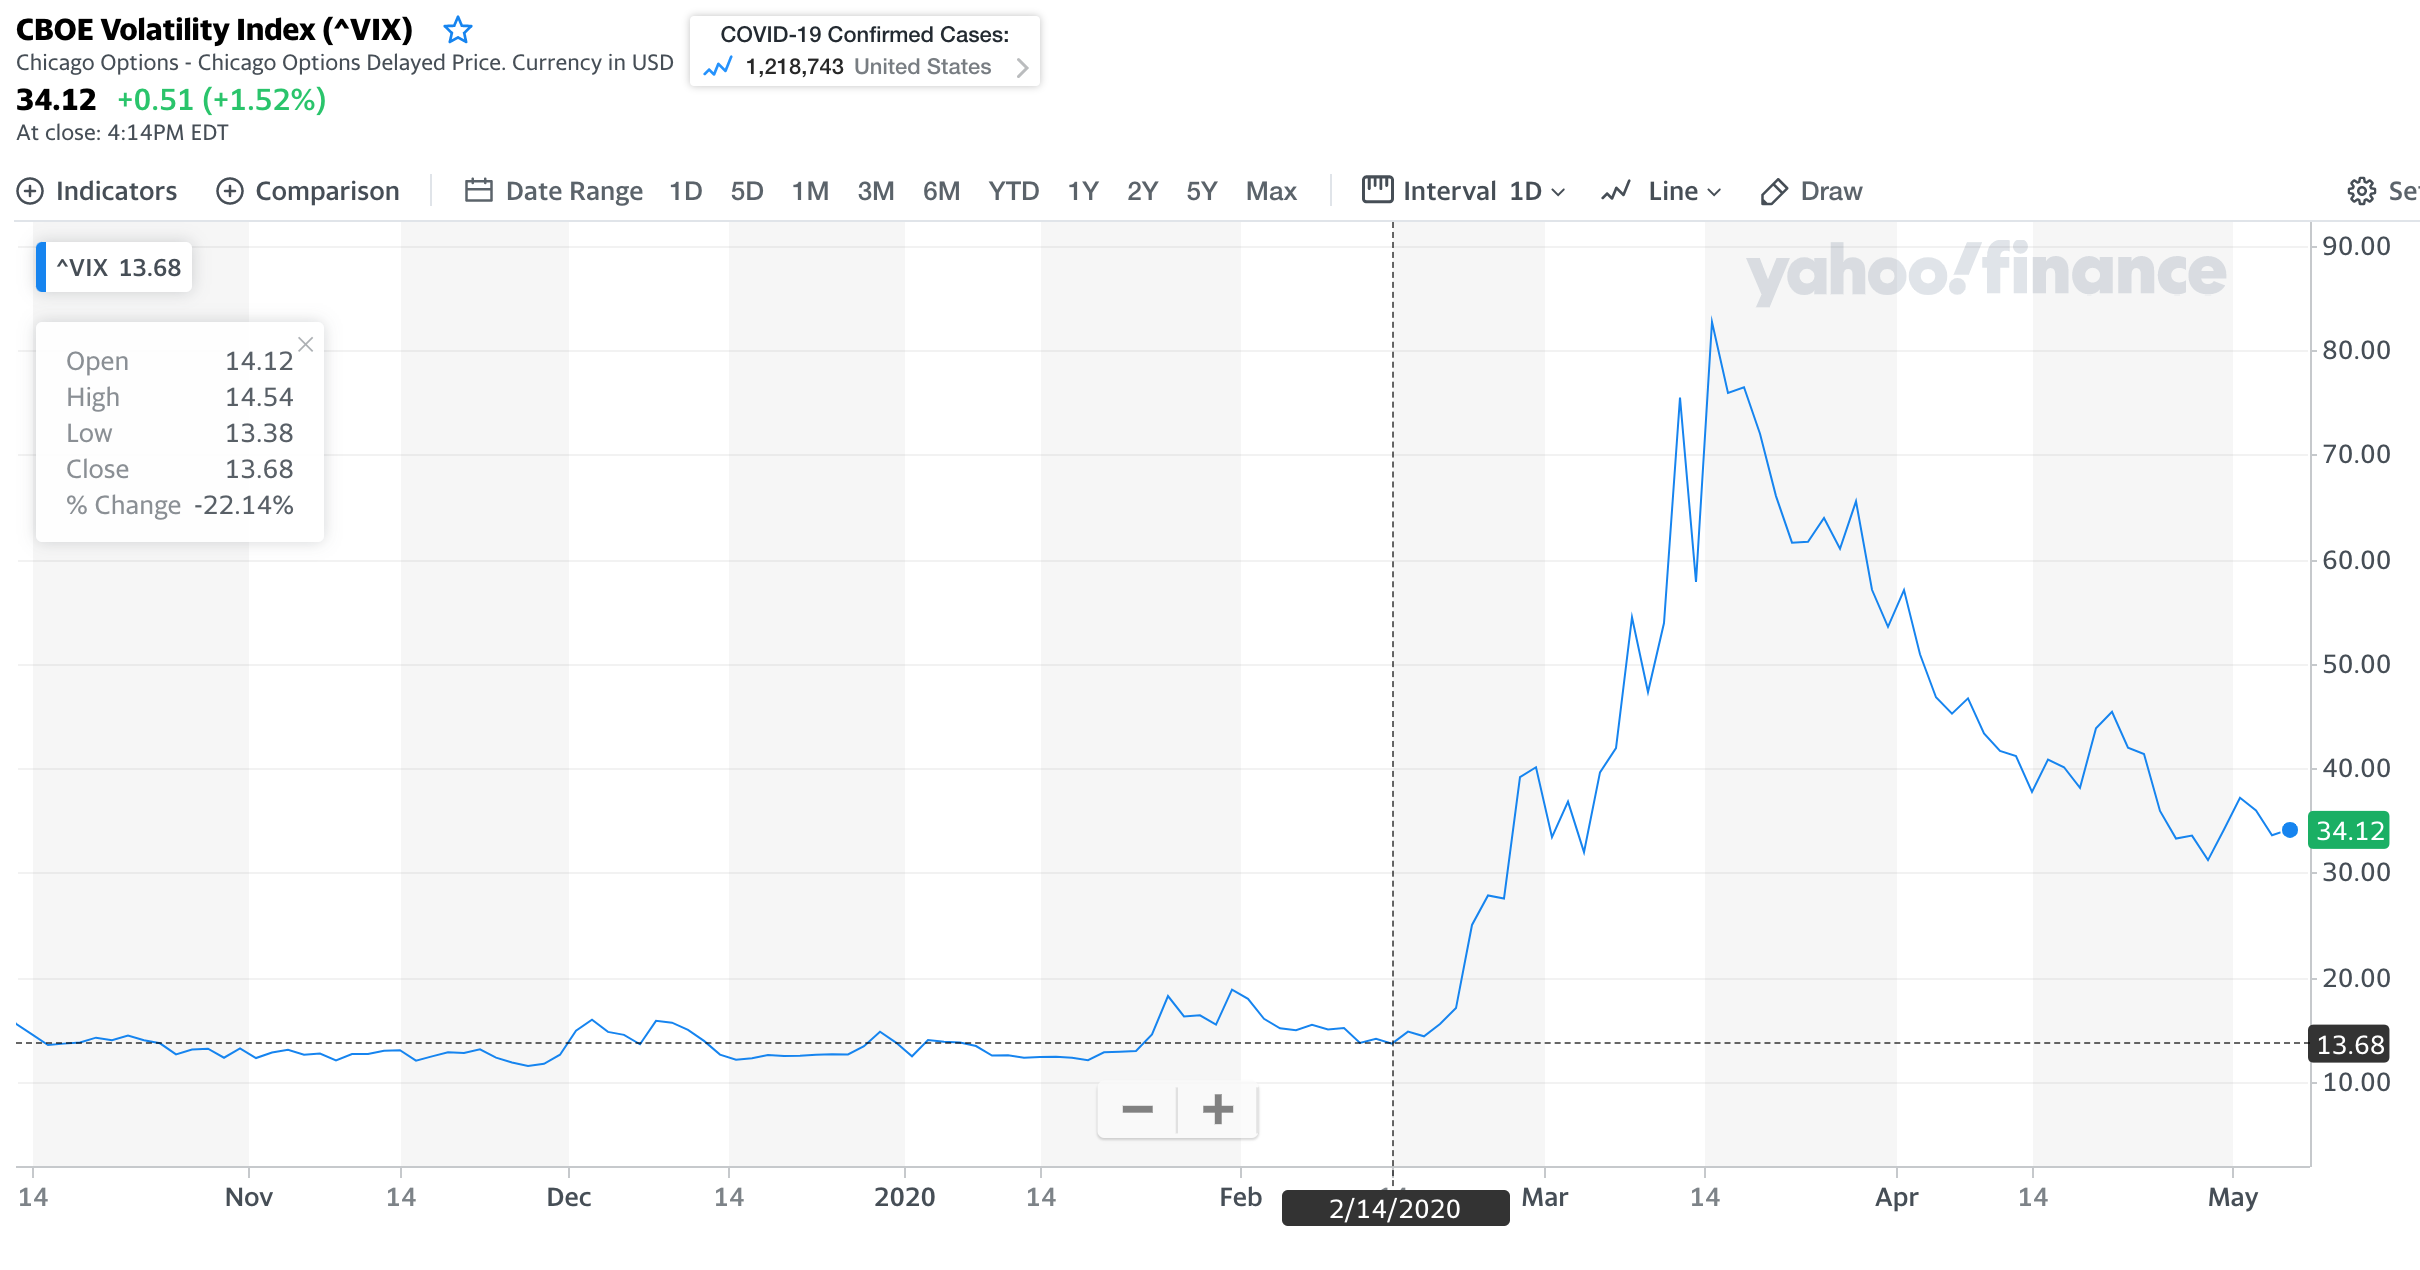 CBOE Volatility Index (^VIX)
Chicago Options - Chicago Options Delayed Price. Currency in USD
34.12 +0.51 (+1.52%)
At close: 4:14PM EDT
COVID-19 Confirmed Cases:
1,218,743 United States
Indicators Comparison Date Range 1D 5D 1M 3M 6M YTD 1Y 2Y 5Y Max Interval 1D Line Draw Set
^VIX 13.68
Open 14.12
High 14.54
Low 13.38
Close 13.68
% Change -22.14%
yahoo!finance
90.00
80.00
70.00
60.00
50.00
40.00
34.12
30.00
20.00
13.68
10.00
14 Nov 14 Dec 14 2020 14 Feb 2/14/2020 Mar 14 Apr 14 May